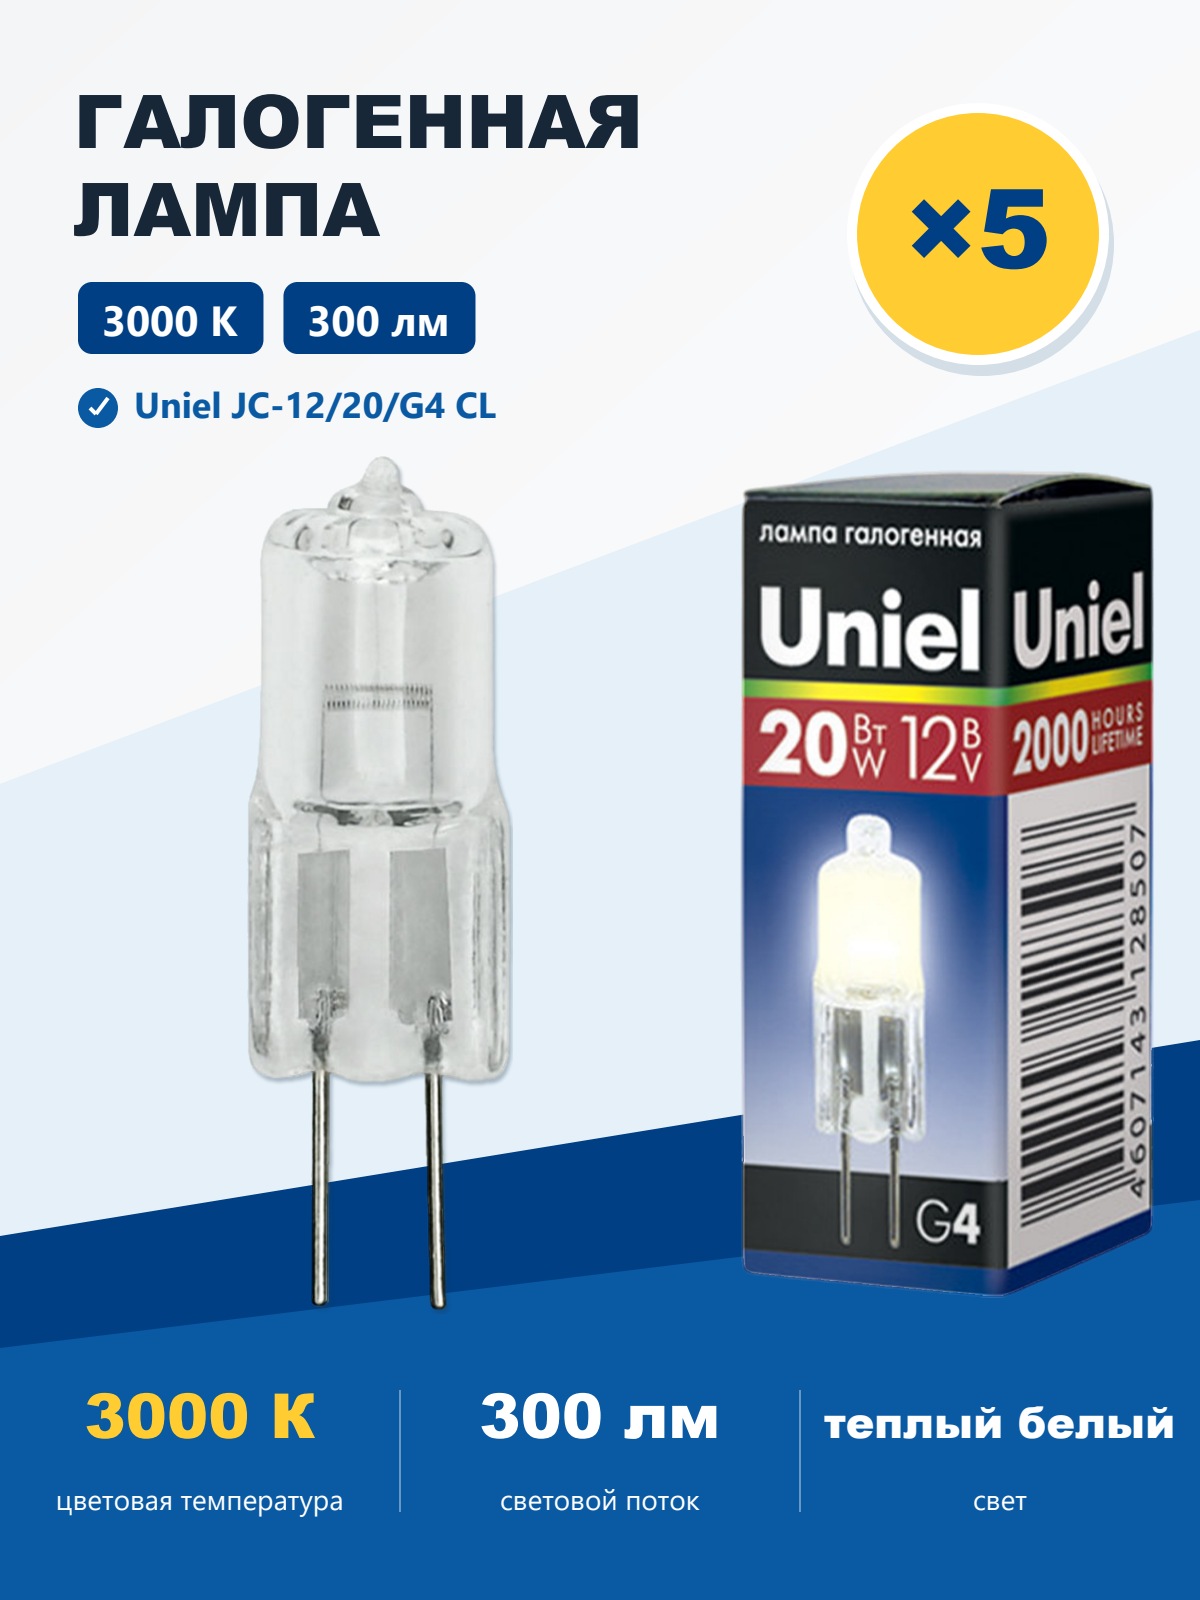 ГАЛОГЕННАЯ
ЛАМПА
×5
3000 К
300 лм
Uniel JC-12/20/G4 CL
лампа галогенная
Uniel
20 Вт W 12 В V
G4
Uniel
2000 HOURS LIFETIME
4607143128507
3000 К
цветовая температура
300 лм
световой поток
теплый белый
свет